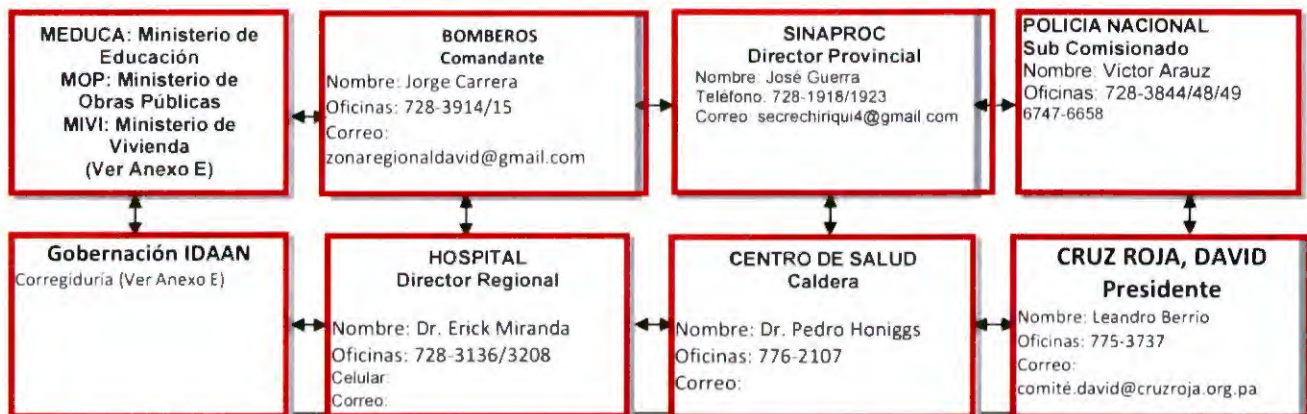 MEDUCA: Ministerio de
Educación
MOP: Ministerio de
Obras Públicas
MIVI: Ministerio de
Vivienda
(Ver Anexo E)
BOMBEROS
Comandante
Nombre: Jorge Carrera
Oficinas: 728-3914/15
Correo:
zonaregionaldavid@gmail.com
SINAPROC
Director Provincial
Nombre: José Guerra
Teléfono: 728-1918/1923
Correo: secrechiriqui4@gmail.com
POLICIA NACIONAL
Sub Comisionado
Nombre: Victor Arauz
Oficinas: 728-3844/48/49
6747-6658
Gobernación IDAAN
Corregiduría (Ver Anexo E)
HOSPITAL
Director Regional
Nombre: Dr. Erick Miranda
Oficinas: 728-3136/3208
Celular:
Correo:
CENTRO DE SALUD
Caldera
Nombre: Dr. Pedro Honiggs
Oficinas: 776-2107
Correo:
CRUZ ROJA, DAVID
Presidente
Nombre: Leandro Berrio
Oficinas: 775-3737
Correo:
comité.david@cruzroja.org.pa